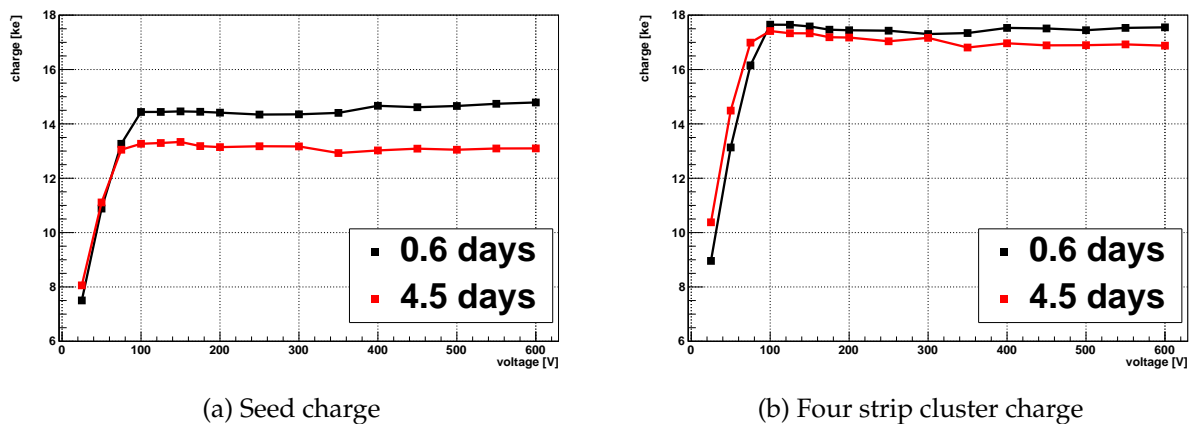 charge [ke⁻]
18
16
14
12
10
8
6
0 100 200 300 400 500 600
voltage [V]
0.6 days
4.5 days
(a) Seed charge
charge [ke⁻]
18
16
14
12
10
8
6
0 100 200 300 400 500 600
voltage [V]
0.6 days
4.5 days
(b) Four strip cluster charge